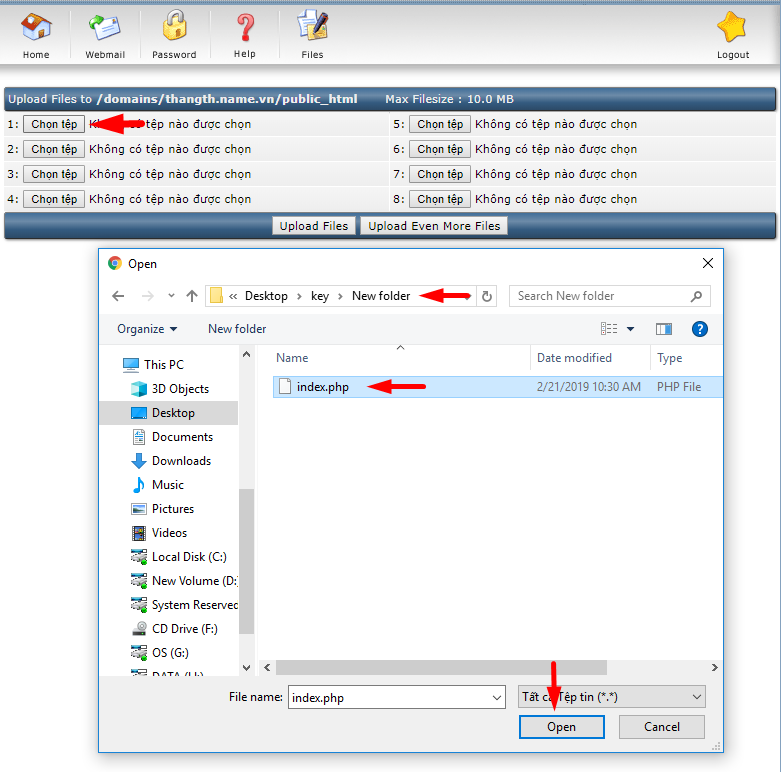 Home Webmail Password Help Files Logout
Upload Files to /domains/thangth.name.vn/public_html Max Filesize : 10.0 MB
1: Chọn tệp tệp nào được chọn 5: Chọn tệp Không có tệp nào được chọn
2: Chọn tệp Không có tệp nào được chọn 6: Chọn tệp Không có tệp nào được chọn
3: Chọn tệp Không có tệp nào được chọn 7: Chọn tệp Không có tệp nào được chọn
4: Chọn tệp Không có tệp nào được chọn 8: Chọn tệp Không có tệp nào được chọn
Upload Files Upload Even More Files
Open
« Desktop › key › New folder Search New folder
Organize New folder
Name Date modified Type
This PC
index.php 2/21/2019 10:30 AM PHP File
3D Objects
Desktop
Documents
Downloads
Music
Pictures
Videos
Local Disk (C:)
New Volume (D:
System Reserved
CD Drive (F:)
OS (G:)
DATA (H:)
File name: index.php Tất cả Tệp tin (*.*)
Open Cancel